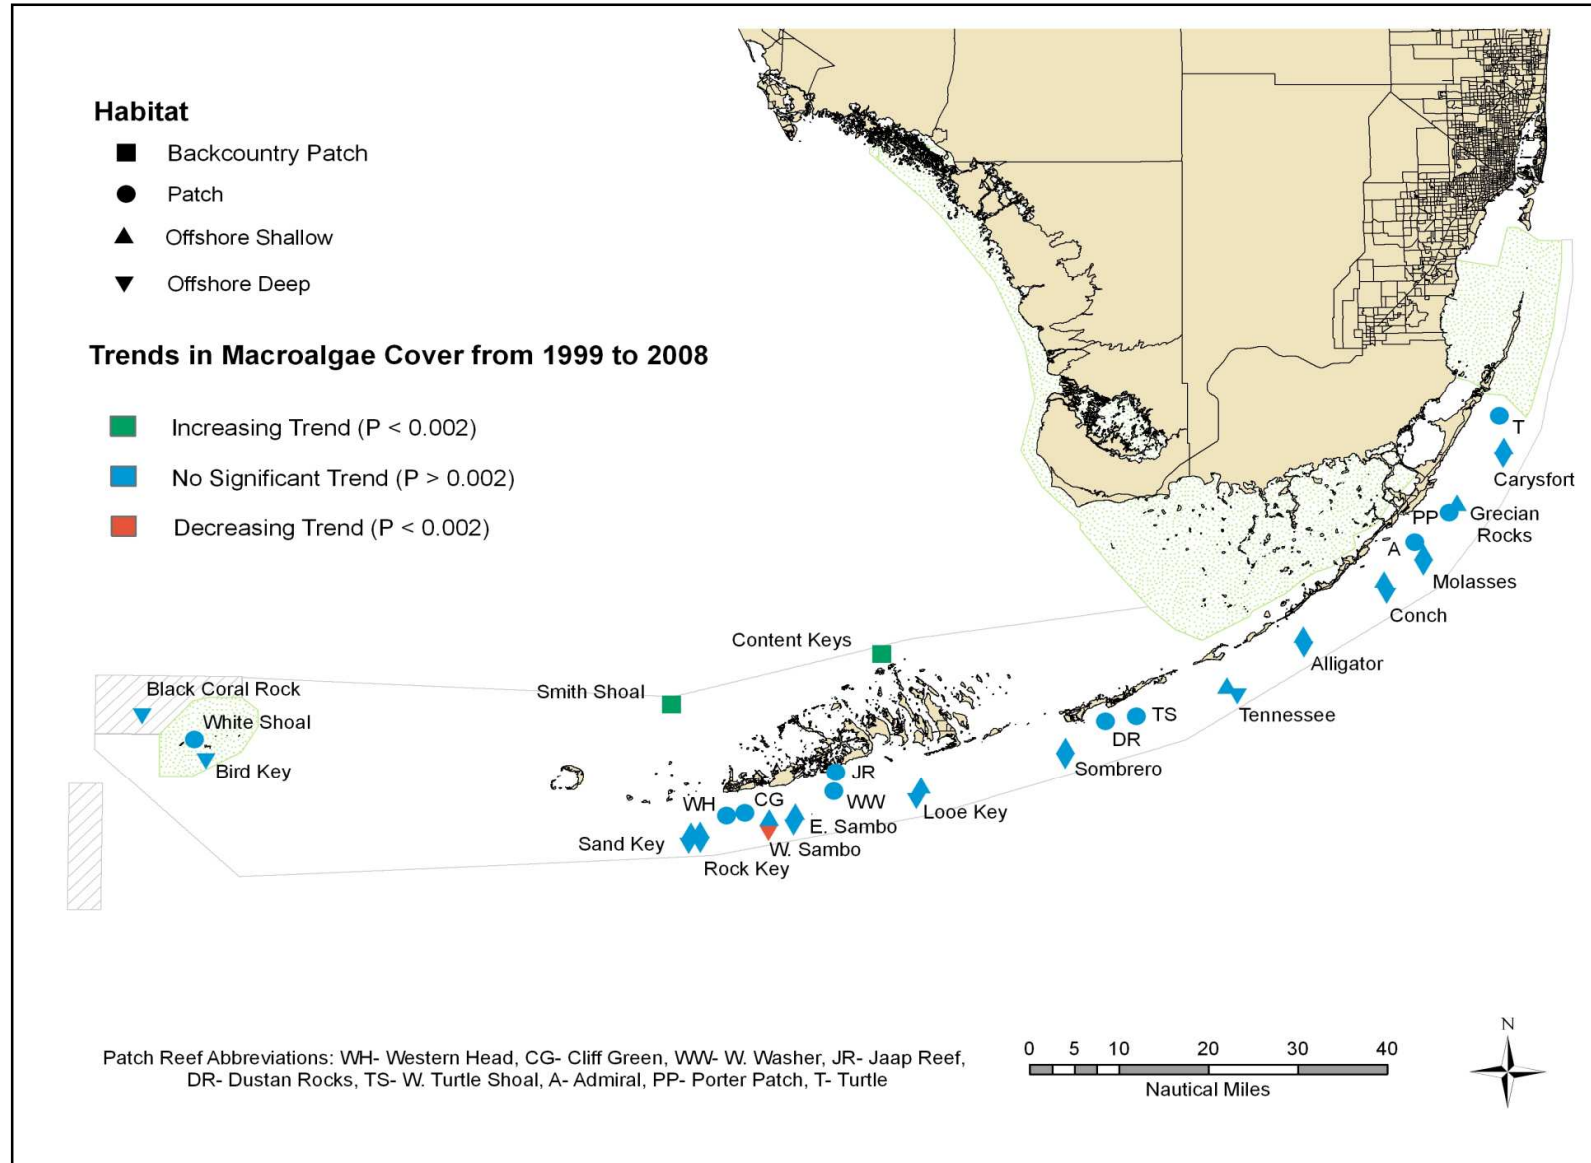 Habitat
Backcountry Patch
Patch
Offshore Shallow
Offshore Deep
Trends in Macroalgae Cover from 1999 to 2008
Increasing Trend (P < 0.002)
No Significant Trend (P > 0.002)
Decreasing Trend (P < 0.002)
T
Carysfort
PP
Grecian
Rocks
A
Molasses
Conch
Content Keys
Alligator
Smith Shoal
Black Coral Rock
White Shoal
Bird Key
Tennessee
TS
DR
Sombrero
JR
WW
Looe Key
WH
CG
E. Sambo
W. Sambo
Sand Key
Rock Key
Patch Reef Abbreviations: WH- Western Head, CG- Cliff Green, WW- W. Washer, JR- Jaap Reef,
DR- Dustan Rocks, TS- W. Turtle Shoal, A- Admiral, PP- Porter Patch, T- Turtle
0 5 10 20 30 40
Nautical Miles
N